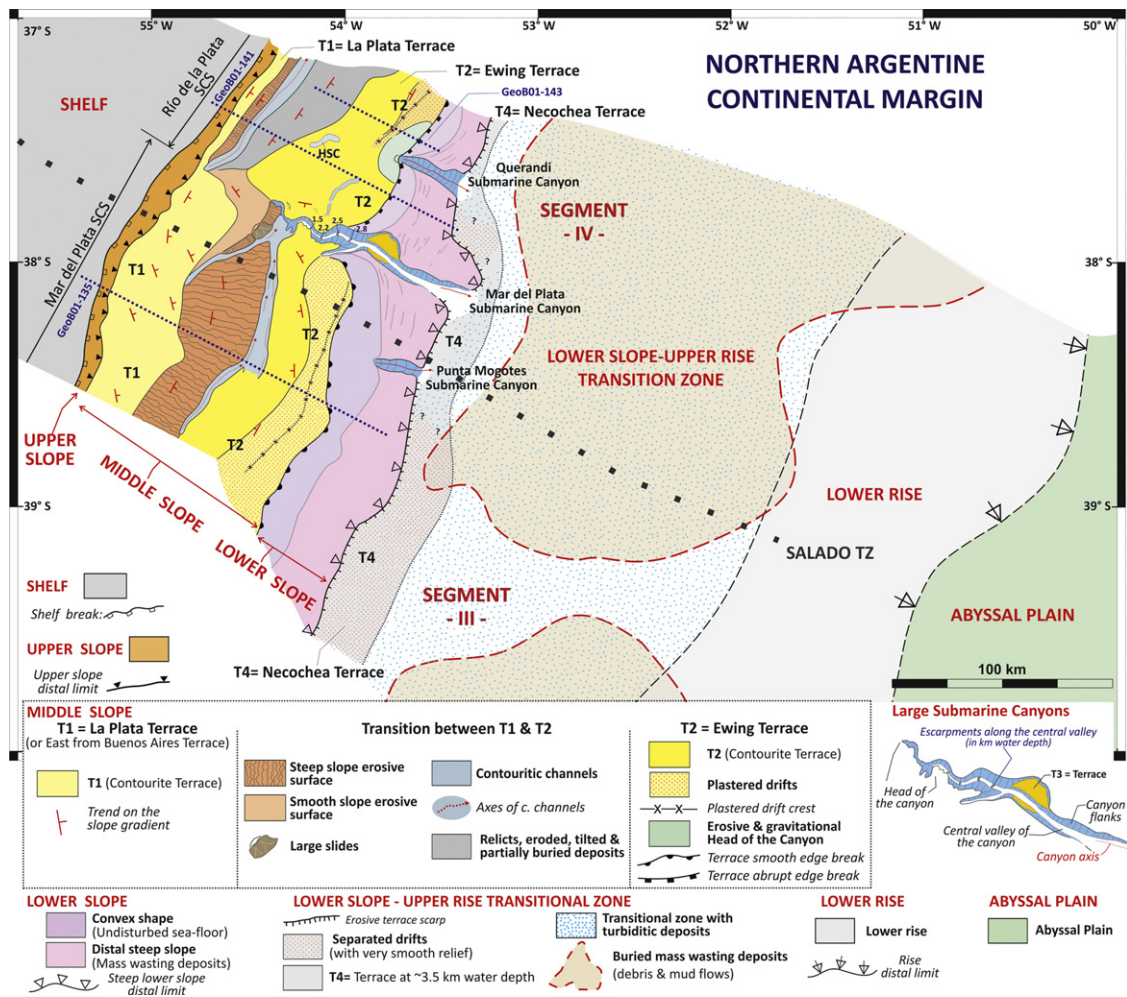 55° W
54° W
53° W
52° W
51° W
50° W
37° S
38° S
39° S
38° S
39° S
NORTHERN ARGENTINE
CONTINENTAL MARGIN
T1= La Plata Terrace
T2= Ewing Terrace
GeoB01-143
T4= Necochea Terrace
SHELF
Río de la Plata
SCS
GeoB01-141
Mar del Plata SCS
GeoB01-135
T2
HSC
T2
T1
T1
T2
T2
1.5
2.2
2.5
2.8
Querandi
Submarine Canyon
?
?
SEGMENT
- IV -
Mar del Plata
Submarine Canyon
T4
Punta Mogotes
Submarine Canyon
?
?
LOWER SLOPE-UPPER RISE
TRANSITION ZONE
UPPER
SLOPE
MIDDLE SLOPE
LOWER SLOPE
T4
LOWER RISE
SALADO TZ
SEGMENT
- III -
ABYSSAL PLAIN
100 km
T4= Necochea Terrace
SHELF
Shelf break:
UPPER SLOPE
Upper slope
distal limit
MIDDLE SLOPE
T1 = La Plata Terrace
(or East from Buenos Aires Terrace)
T1 (Contourite Terrace)
Trend on the
slope gradient
Transition between T1 & T2
Steep slope erosive
surface
Smooth slope erosive
surface
Large slides
Contouritic channels
Axes of c. channels
Relicts, eroded, tilted &
partially buried deposits
T2 = Ewing Terrace
T2 (Contourite Terrace)
Plastered drifts
Plastered drift crest
Erosive & gravitational
Head of the Canyon
Terrace smooth edge break
Terrace abrupt edge break
Large Submarine Canyons
Escarpments along the central valley
(in km water depth)
T3 = Terrace
Head of
the canyon
Canyon
flanks
Central valley of
the canyon
Canyon axis
LOWER SLOPE
Convex shape
(Undisturbed sea-floor)
Distal steep slope
(Mass wasting deposits)
Steep lower slope
distal limit
LOWER SLOPE - UPPER RISE TRANSITIONAL ZONE
Erosive terrace scarp
Separated drifts
(with very smooth relief)
T4= Terrace at ~3.5 km water depth
Transitional zone with
turbiditic deposits
Buried mass wasting deposits
(debris & mud flows)
LOWER RISE
Lower rise
Rise
distal limit
ABYSSAL PLAIN
Abyssal Plain